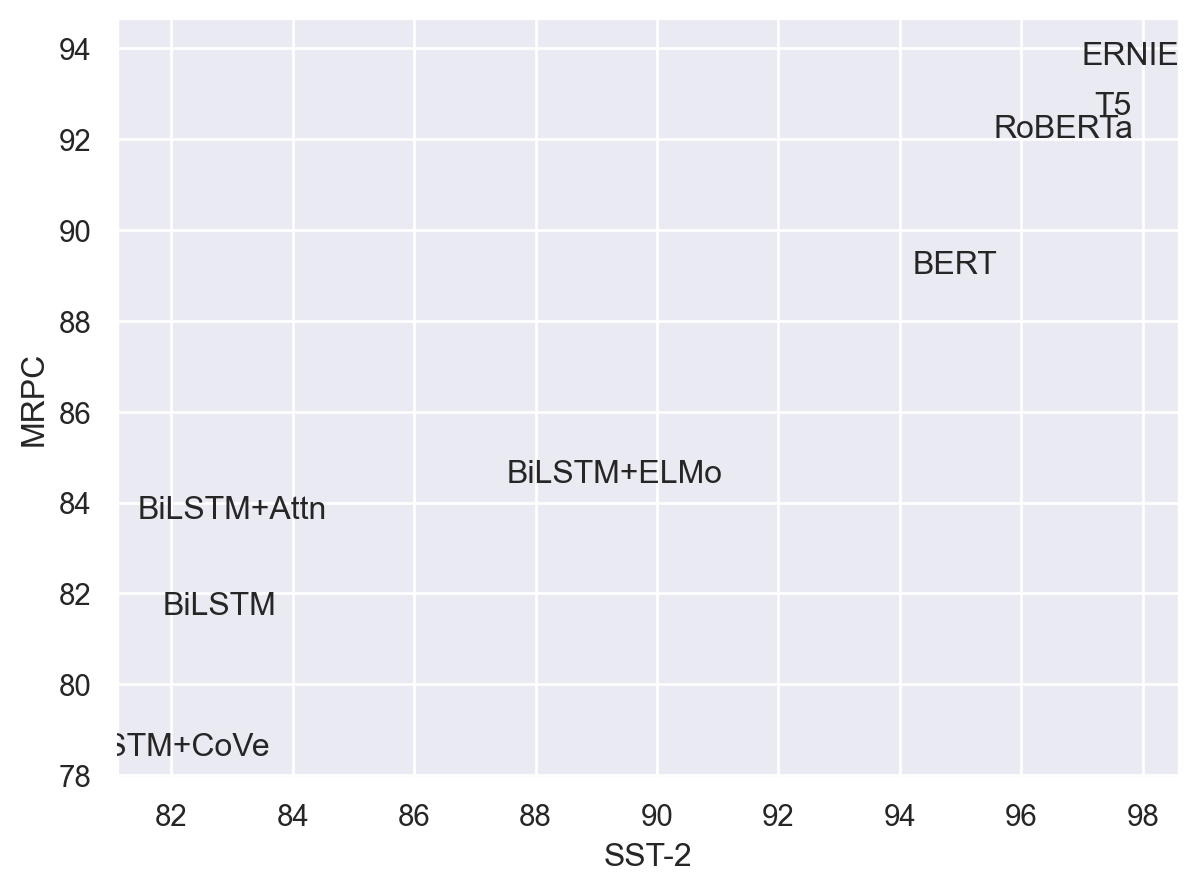 94
ERNIE
T5
RoBERTa
92
90
BERT
88
MRPC
86
BiLSTM+ELMo
84
BiLSTM+Attn
82
BiLSTM
80
STM+CoVe
78
82 84 86 88 90 92 94 96 98
SST-2